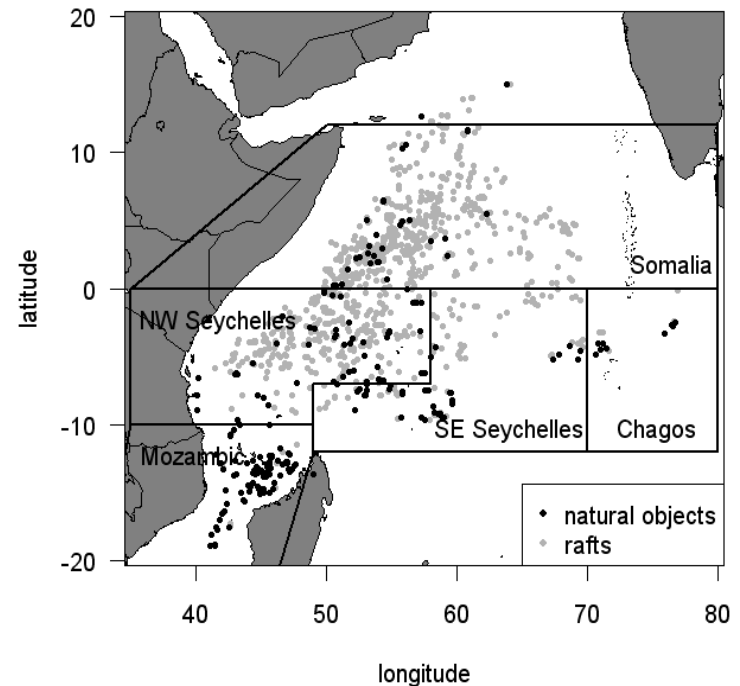 20
10
0
-10
-20
latitude
Somalia
NW Seychelles
SE Seychelles
Chagos
Mozambic.
natural objects
rafts
40
50
60
70
80
longitude